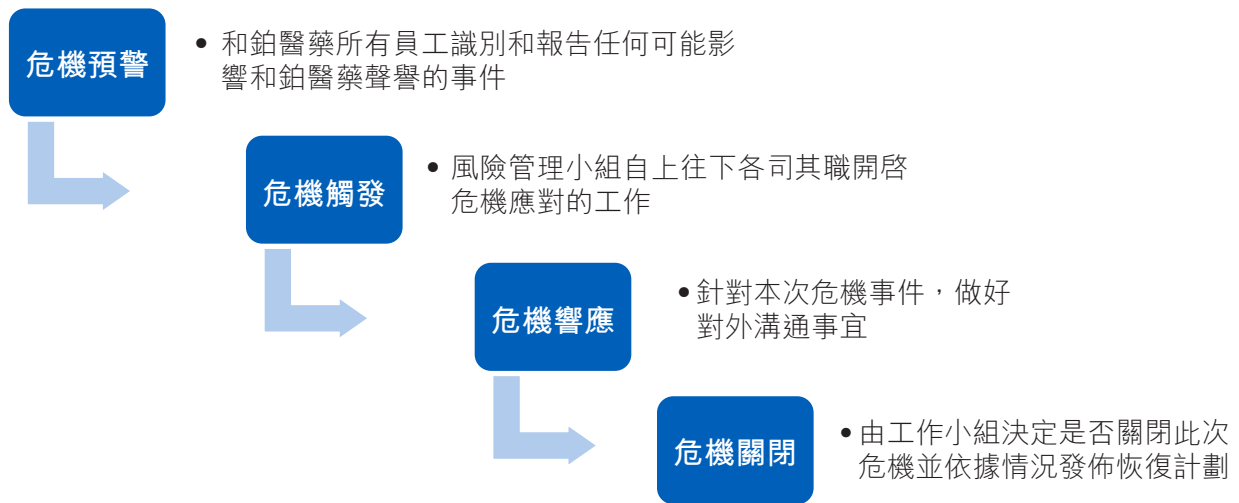 危機預警
• 和鉑醫藥所有員工識別和報告任何可能影
響和鉑醫藥聲譽的事件
危機觸發
• 風險管理小組自上往下各司其職開啓
危機應對的工作
危機響應
• 針對本次危機事件，做好
對外溝通事宜
危機關閉
• 由工作小組決定是否關閉此次
危機並依據情況發佈恢復計劃